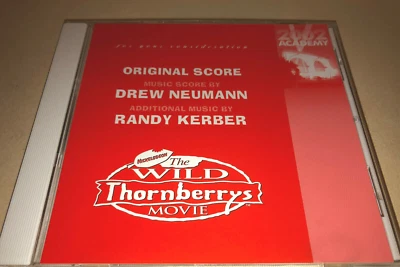 for your consideration
2002
ACADEMY
ORIGINAL SCORE
MUSIC SCORE BY
DREW NEUMANN
ADDITIONAL MUSIC BY
RANDY KERBER
NICKELODEON
The
WILD
Thornberrys
MOVIE